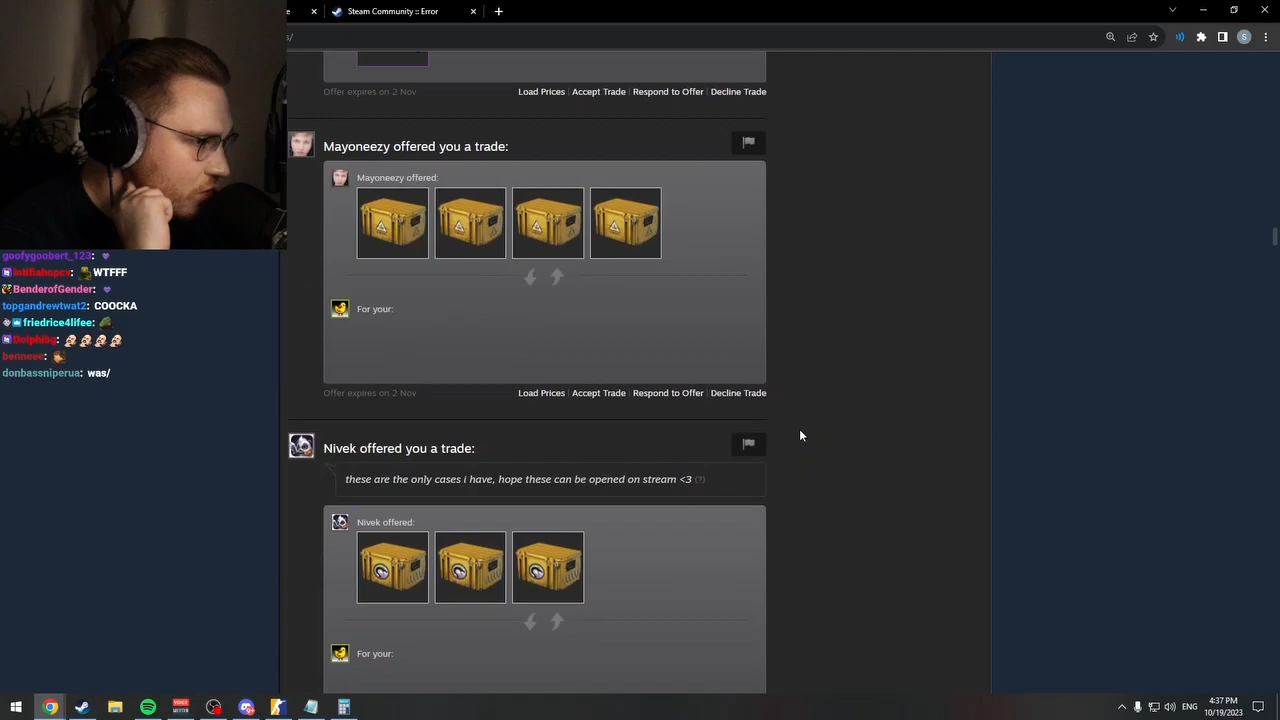 e
Steam Community :: Error
s/
Offer expires on 2 Nov
Load Prices | Accept Trade | Respond to Offer | Decline Trade
Mayoneezy offered you a trade:
Mayoneezy offered:
For your:
Offer expires on 2 Nov
Load Prices | Accept Trade | Respond to Offer | Decline Trade
Nivek offered you a trade:
these are the only cases i have, hope these can be opened on stream <3 (?)
Nivek offered:
For your:
goofygoobert_123:
intifiahopcv: WTFFF
BenderofGender:
topgandrewtwat2: COOCKA
friedrice4lifee:
Dolphibg:
benneee:
donbassniperua: was/
S
ENG
4:37 PM
10/19/2023